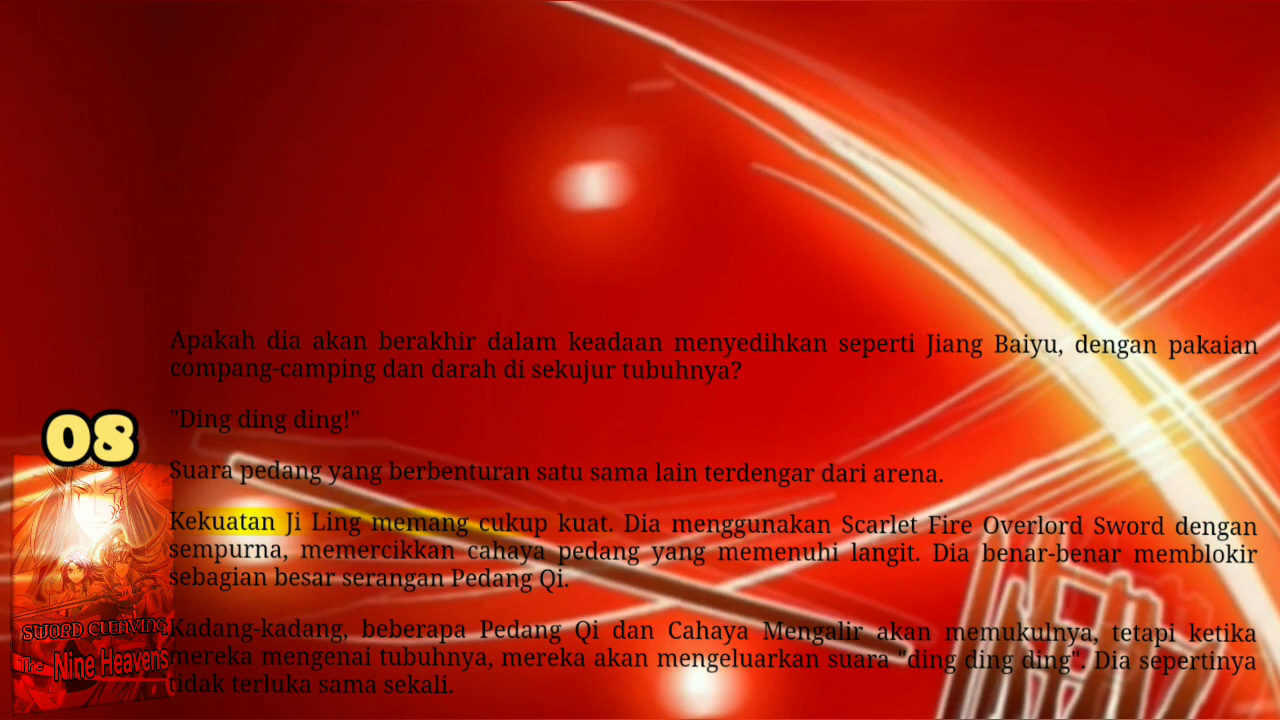 Apakah dia akan berakhir dalam keadaan menyedihkan seperti Jiang Baiyu, dengan pakaian
compang-camping dan darah di sekujur tubuhnya?
"Ding ding ding!"
Suara pedang yang berbenturan satu sama lain terdengar dari arena.
Kekuatan Ji Ling memang cukup kuat. Dia menggunakan Scarlet Fire Overlord Sword dengan
sempurna, memercikkan cahaya pedang yang memenuhi langit. Dia benar-benar memblokir
sebagian besar serangan Pedang Qi.
Kadang-kadang, beberapa Pedang Qi dan Cahaya Mengalir akan memukulnya, tetapi ketika
mereka mengenai tubuhnya, mereka akan mengeluarkan suara "ding ding ding". Dia sepertinya
tidak terluka sama sekali.
08
SWORD CLEAVING
The Nine Heavens